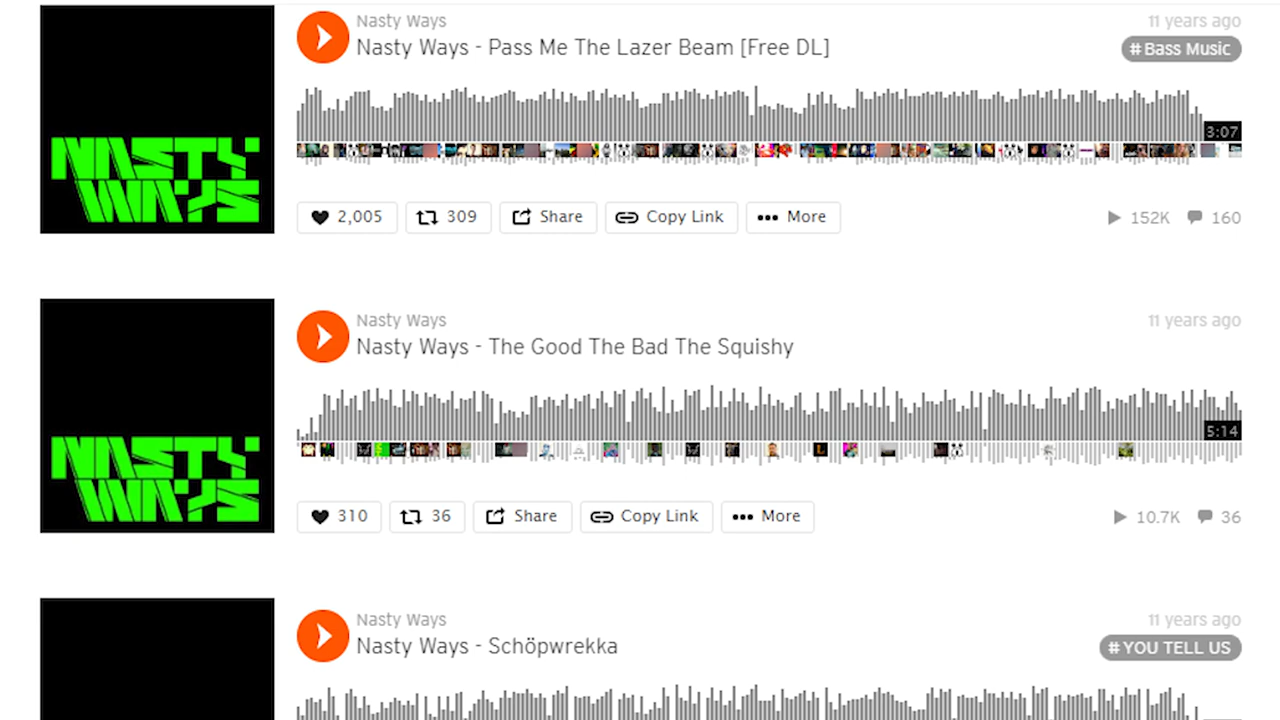 Nasty Ways
11 years ago
Nasty Ways - Pass Me The Lazer Beam [Free DL]
# Bass Music
3:07
NASTY
WAYS
2,005
309
Share
Copy Link
More
152K
160
Nasty Ways
11 years ago
Nasty Ways - The Good The Bad The Squishy
5:14
NASTY
WAYS
310
36
Share
Copy Link
More
10.7K
36
Nasty Ways
11 years ago
Nasty Ways - Schöpwrekka
# YOU TELL US